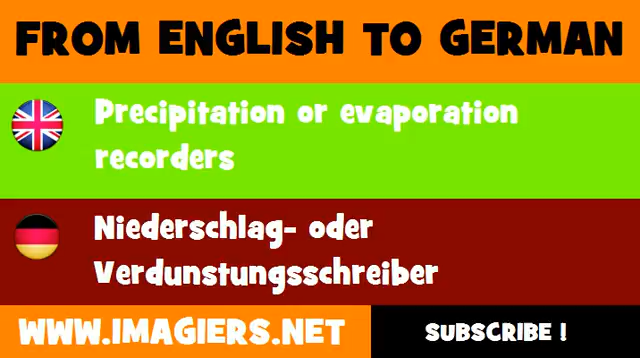 FROM ENGLISH TO GERMAN
Precipitation or evaporation
recorders
Niederschlag- oder
Verdunstungsschreiber
WWW.IMAGIERS.NET
SUBSCRIBE !